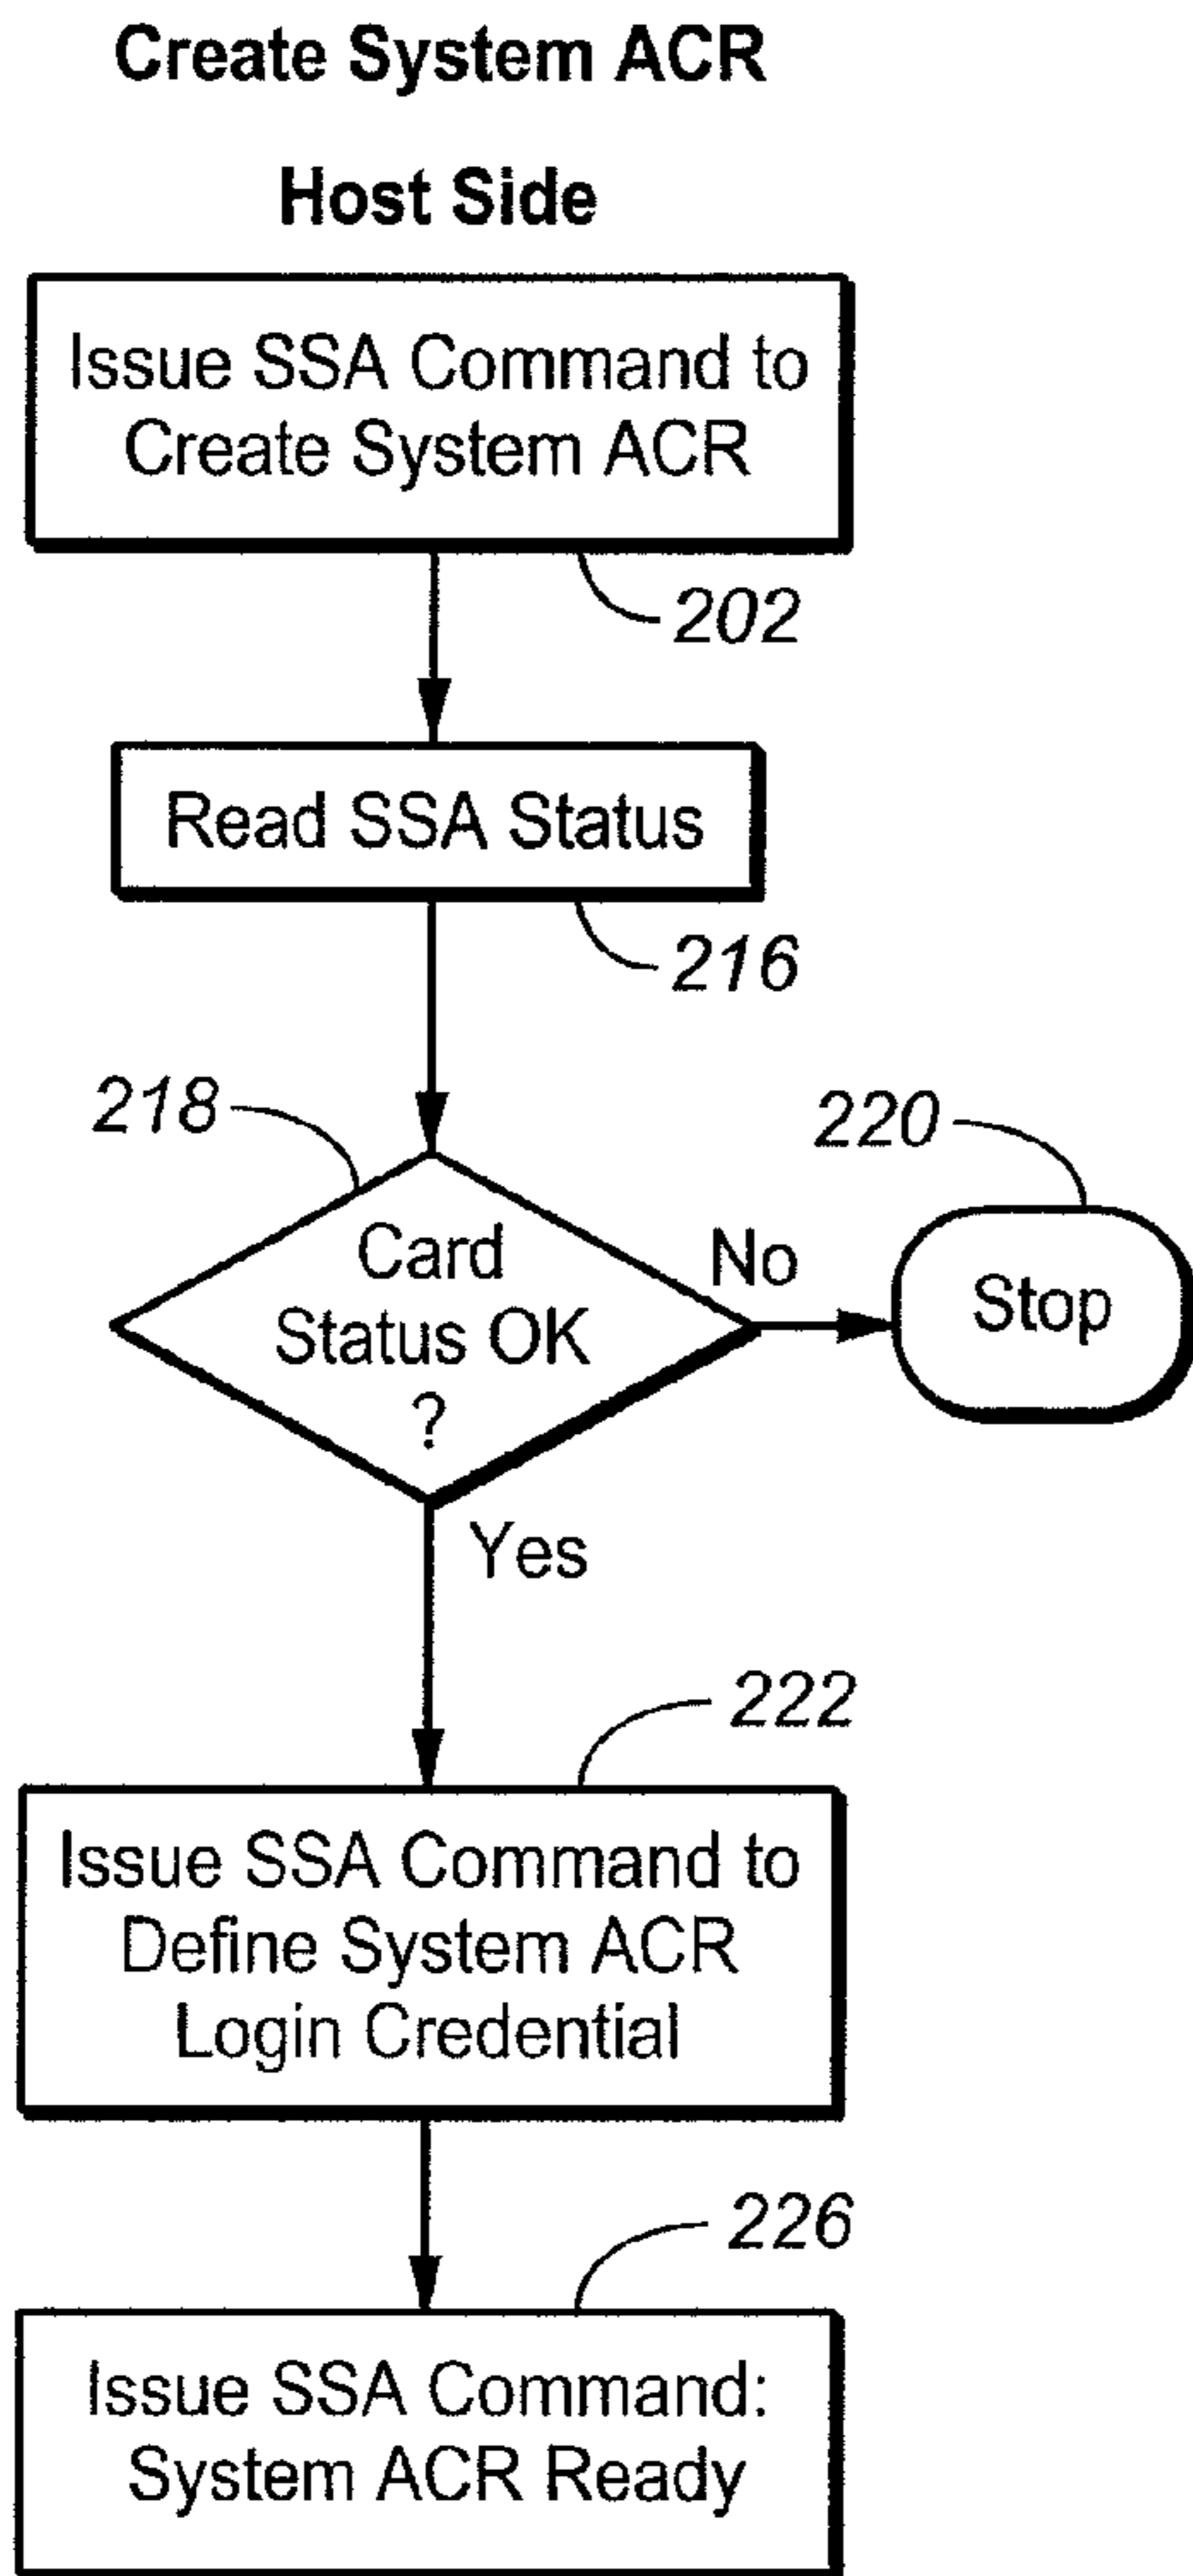 Create System ACR
Host Side
Issue SSA Command to
Create System ACR
202
Read SSA Status
216
218
220
Card
Status OK
?
No
Stop
Yes
222
Issue SSA Command to
Define System ACR
Login Credential
226
Issue SSA Command:
System ACR Ready